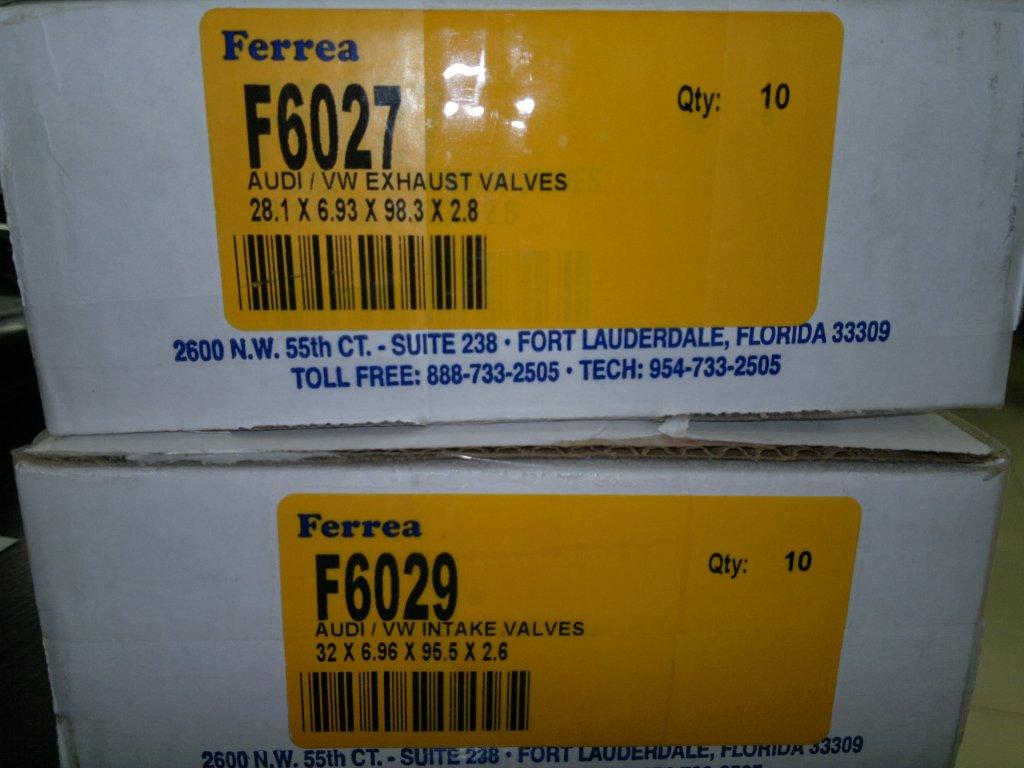 Ferrea
F6027
Qty: 10
AUDI / VW EXHAUST VALVES
28.1 X 6.93 X 98.3 X 2.8
2600 N.W. 55th CT. - SUITE 238 • FORT LAUDERDALE, FLORIDA 33309
TOLL FREE: 888-733-2505 • TECH: 954-733-2505
Ferrea
F6029
Qty: 10
AUDI / VW INTAKE VALVES
32 X 6.96 X 95.5 X 2.6
2600 N.W. 55th CT. - SUITE 238 • FORT LAUDERDALE, FLORIDA 33309